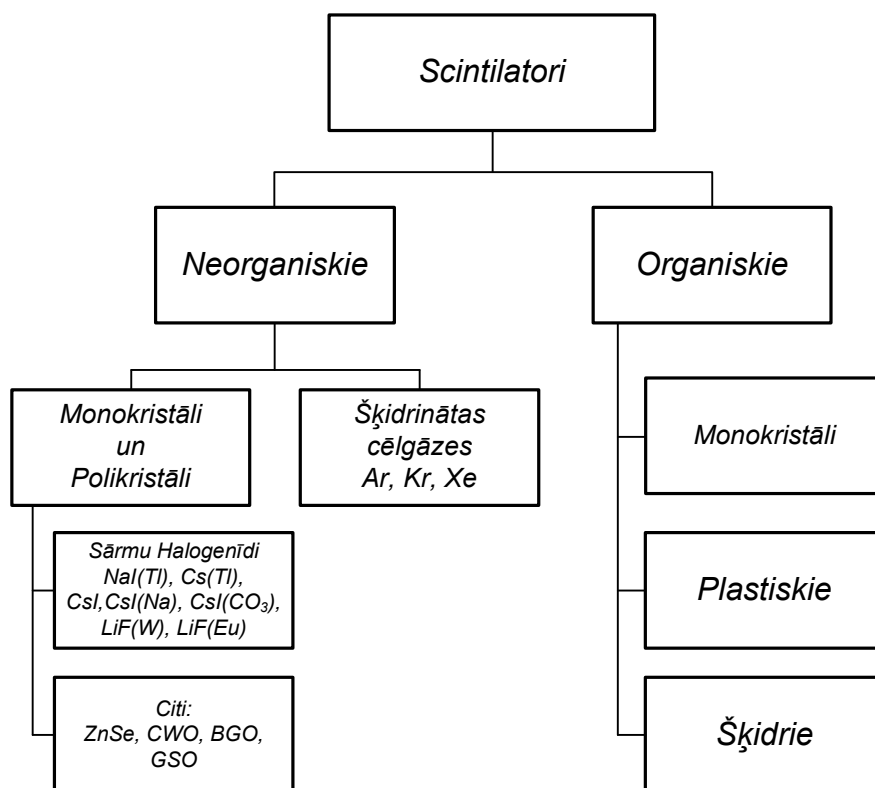 Scintilatori
Neorganiskie
Organiskie
Monokristāli
un
Polikristāli
Šķidrinātas
cēlgāzes
Ar, Kr, Xe
Sārmu Halogenīdi
NaI(Tl), Cs(Tl),
CsI,CsI(Na), CsI(CO₃),
LiF(W), LiF(Eu)
Citi:
ZnSe, CWO, BGO,
GSO
Monokristāli
Plastiskie
Šķidrie